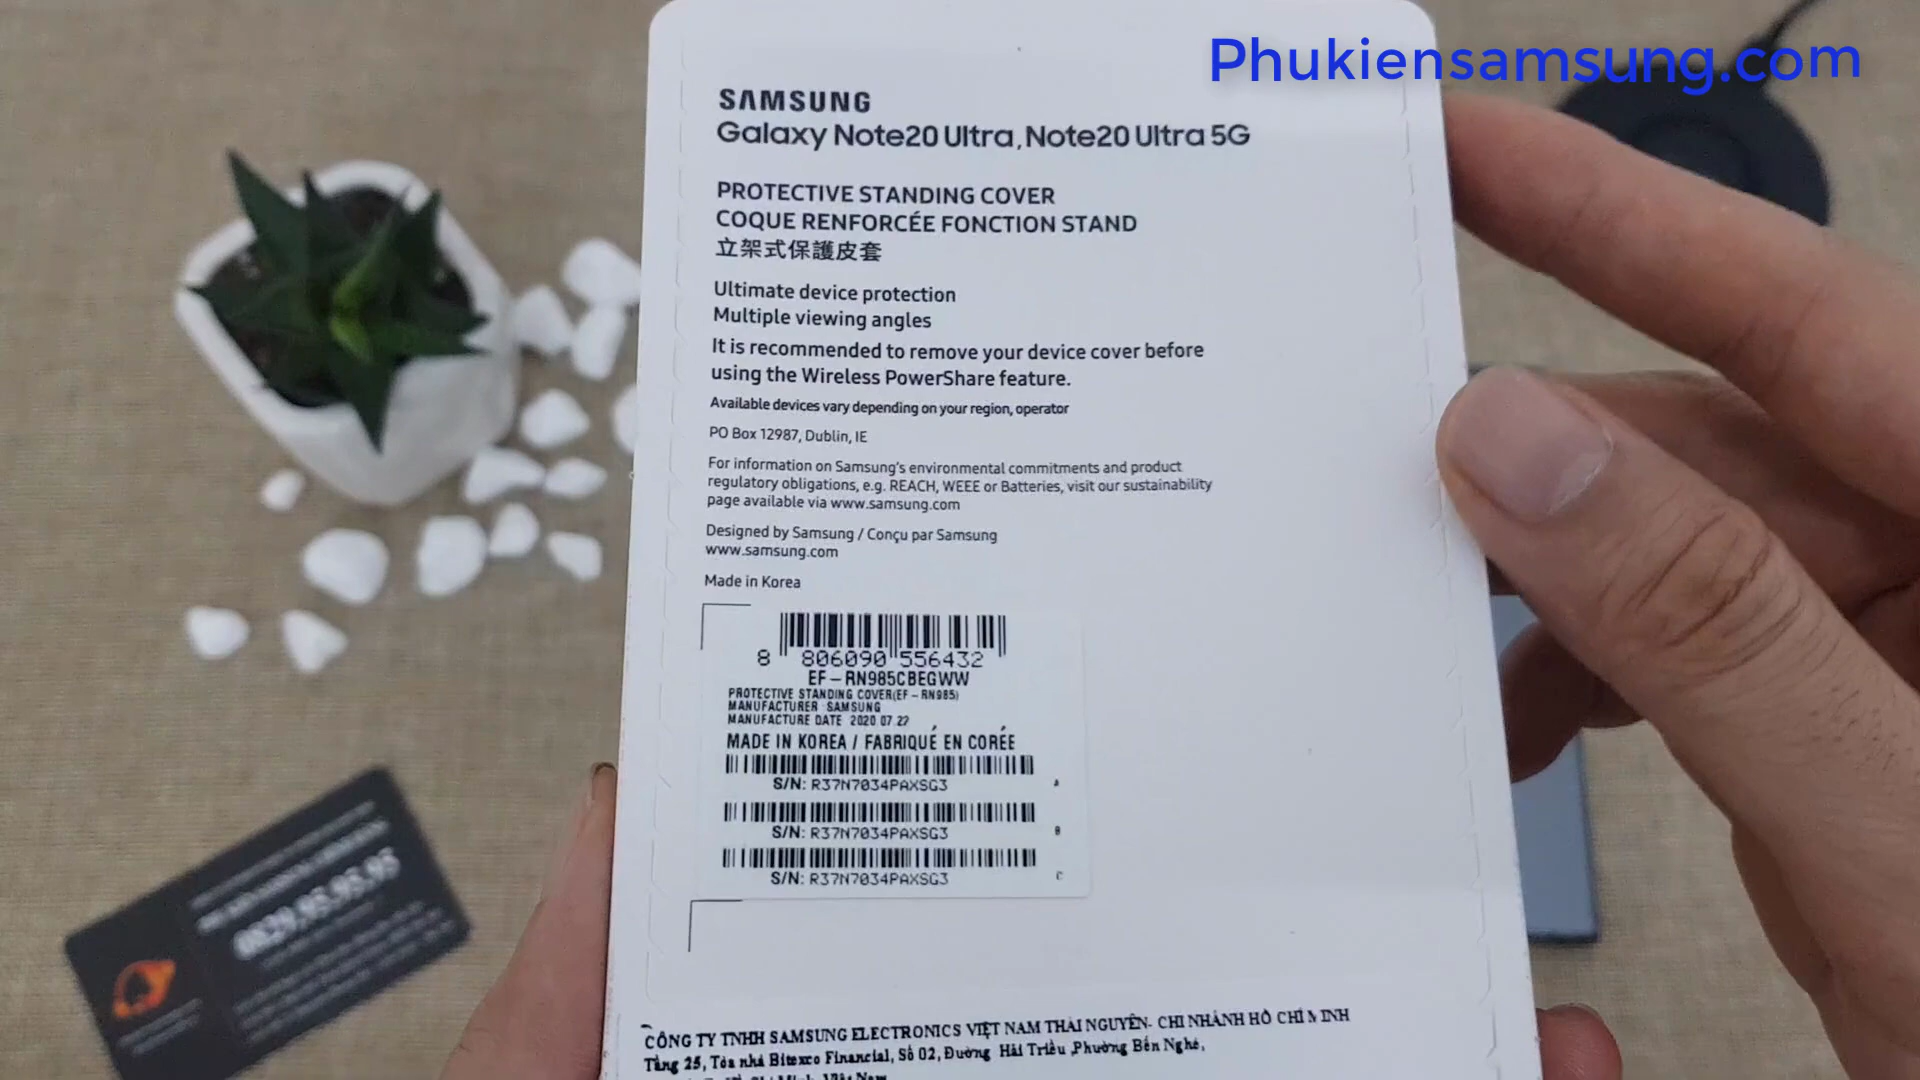 Phukiensamsung.com
SAMSUNG
Galaxy Note20 Ultra, Note20 Ultra 5G
PROTECTIVE STANDING COVER
COQUE RENFORCÉE FONCTION STAND
立架式保護皮套
Ultimate device protection
Multiple viewing angles
It is recommended to remove your device cover before
using the Wireless PowerShare feature.
Available devices vary depending on your region, operator
PO Box 12987, Dublin, IE
For information on Samsung's environmental commitments and product
regulatory obligations, e.g. REACH, WEEE or Batteries, visit our sustainability
page available via www.samsung.com
Designed by Samsung / Conçu par Samsung
www.samsung.com
Made in Korea
8 806090 556432
EF-RN985CBEGWW
PROTECTIVE STANDING COVER(EF-RN985)
MANUFACTURER SAMSUNG
MANUFACTURE DATE 2020.07.27
MADE IN KOREA / FABRIQUÉ EN CORÉE
S/N: R37N7034PAXSG3
A
S/N: R37N7034PAXSG3
B
S/N: R37N7034PAXSG3
C
CÔNG TY TNHH SAMSUNG ELECTRONICS VIỆT NAM THÁI NGUYÊN- CHI NHÁNH HỒ CHÍ MINH
Tầng 25, Tòa nhà Bitexco Financial, Số 02, Đường Hải Triều ,Phường Bến Nghé,
0829.95.95.95